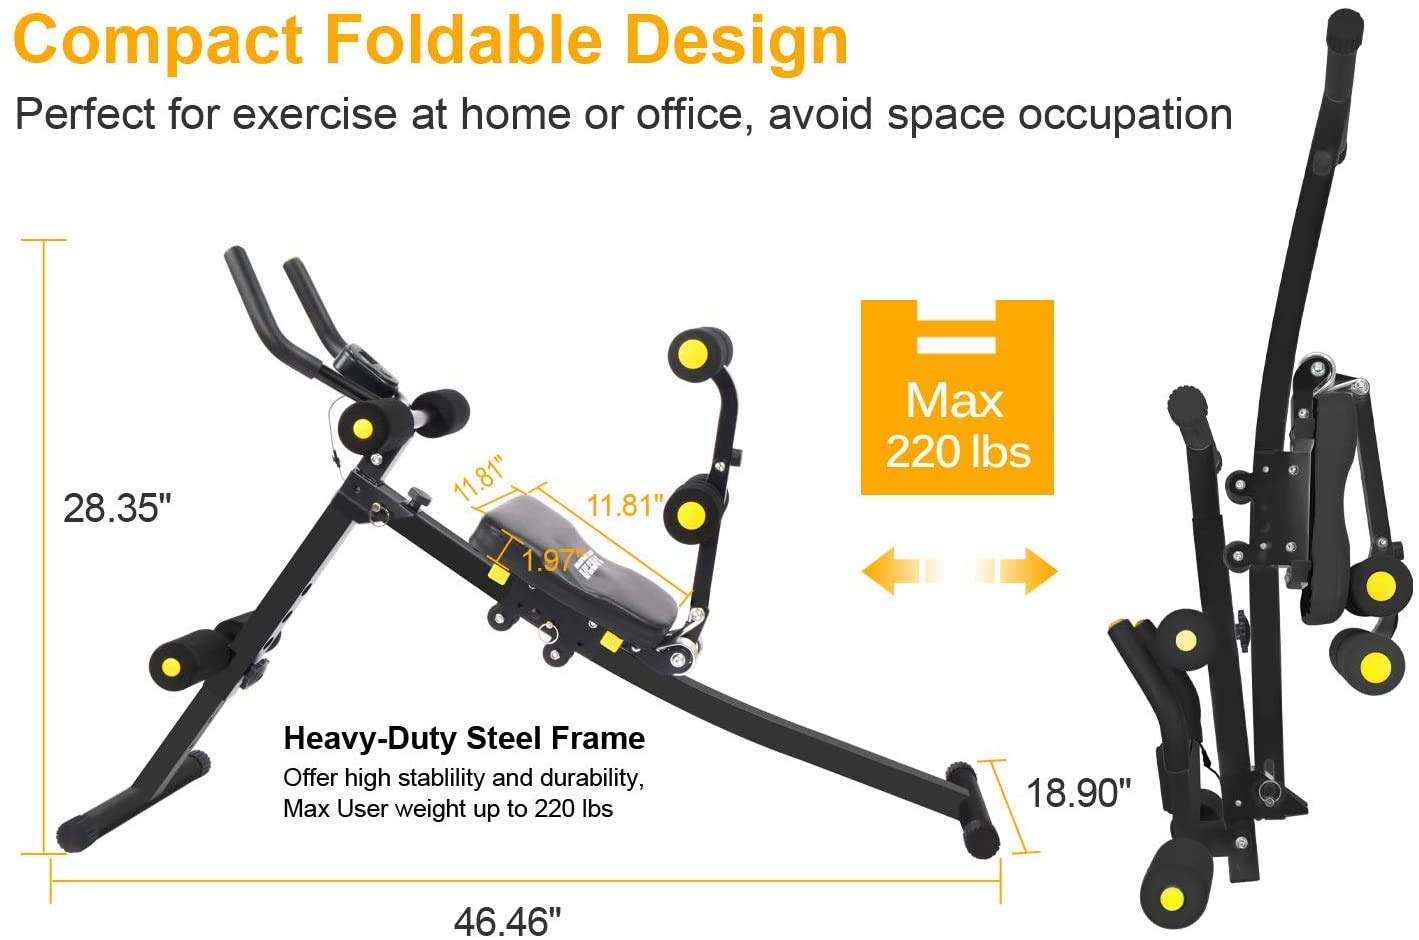 Compact Foldable Design
Perfect for exercise at home or office, avoid space occupation
28.35"
11.81"
11.81"
1.97"
Max
220 lbs
Heavy-Duty Steel Frame
Offer high stablility and durability,
Max User weight up to 220 lbs
18.90"
46.46"